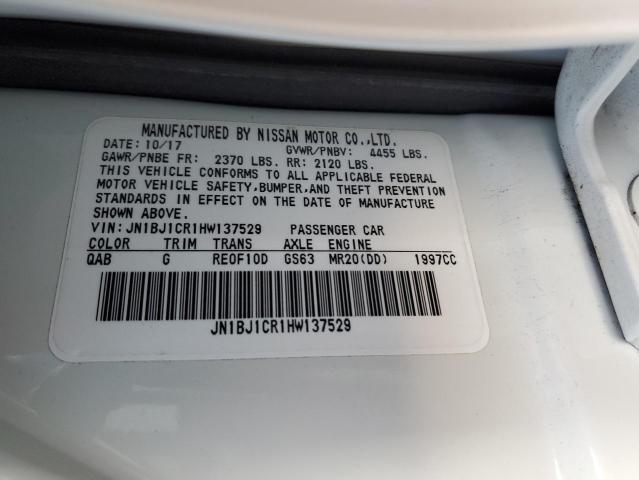 MANUFACTURED BY NISSAN MOTOR CO.,LTD.
DATE: 10/17 GVWR/PNBV: 4455 LBS.
GAWR/PNBE FR: 2370 LBS. RR: 2120 LBS.
THIS VEHICLE CONFORMS TO ALL APPLICABLE FEDERAL
MOTOR VEHICLE SAFETY,BUMPER,AND THEFT PREVENTION
STANDARDS IN EFFECT ON THE DATE OF MANUFACTURE
SHOWN ABOVE.
VIN: JN1BJ1CR1HW137529 PASSENGER CAR
COLOR TRIM TRANS AXLE ENGINE
QAB G RE0F10D GS63 MR20(DD) 1997CC
JN1BJ1CR1HW137529